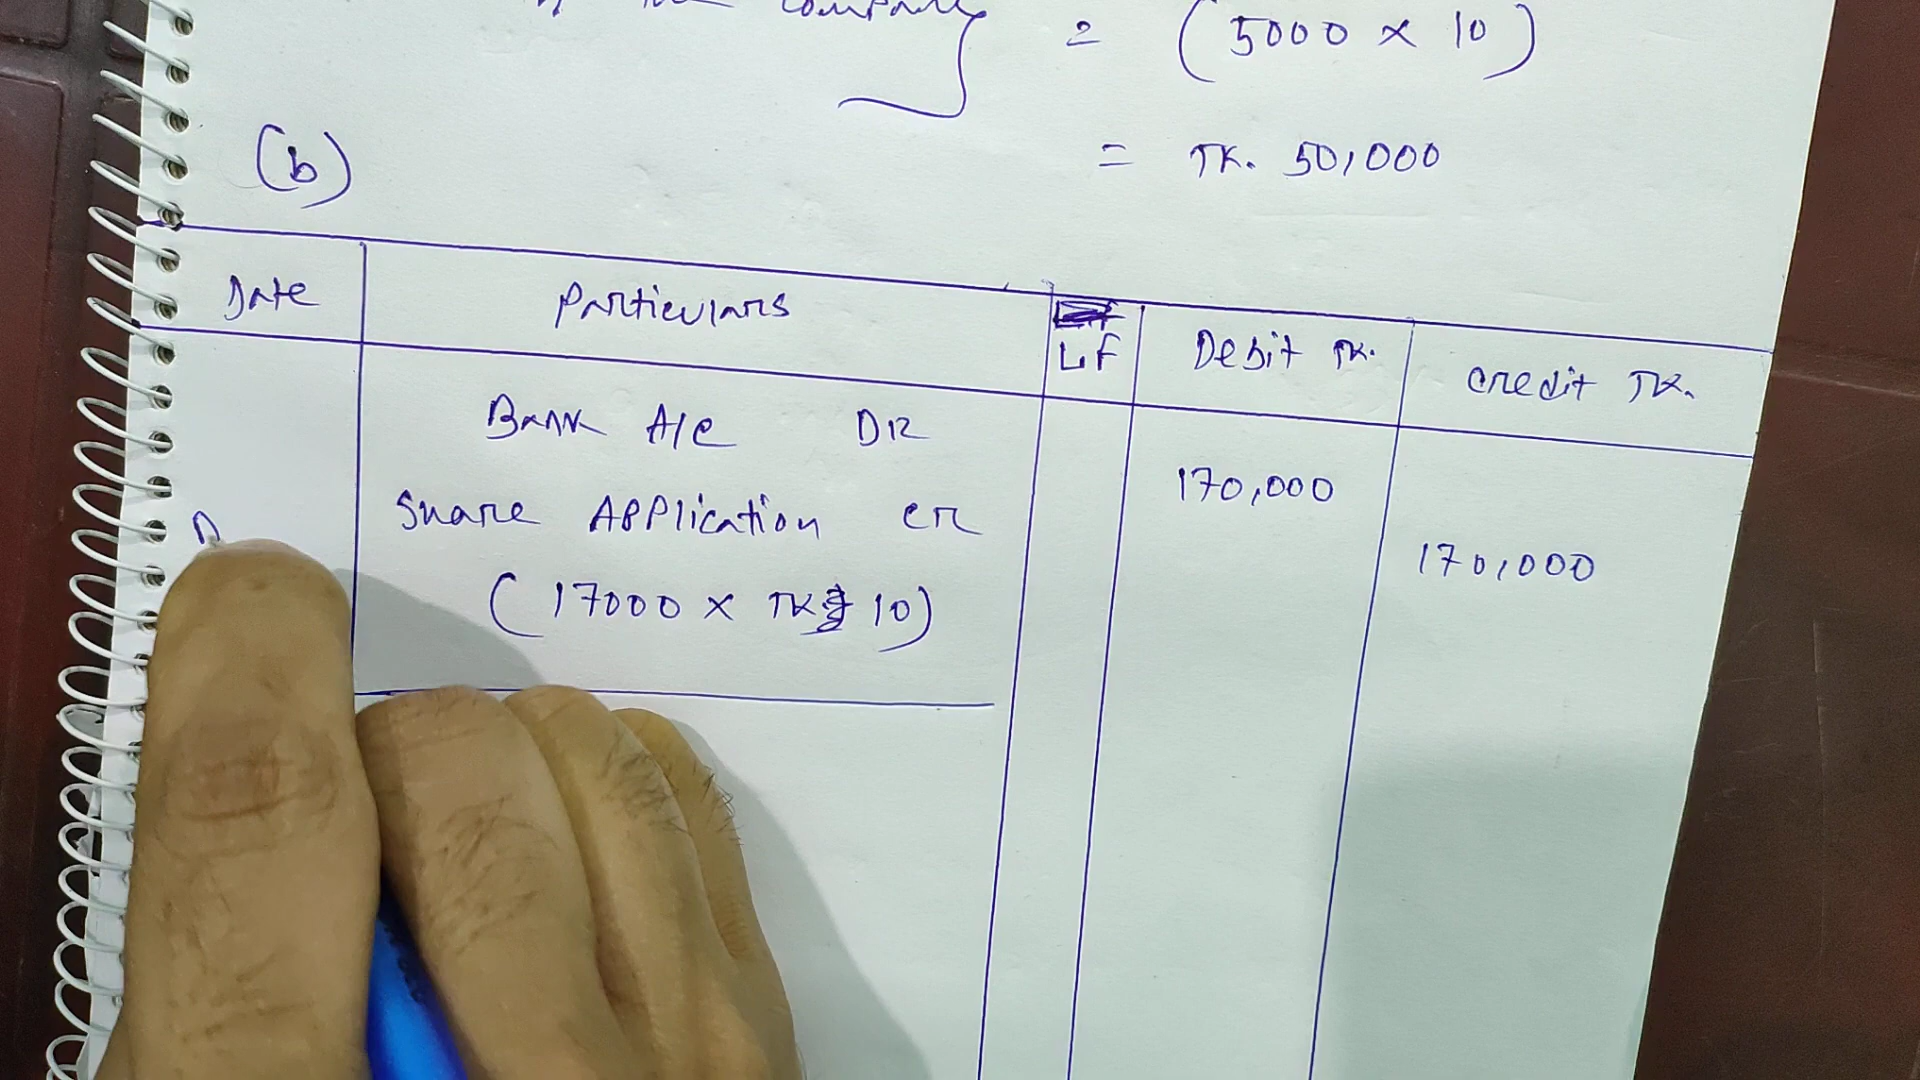 company = (5000 × 10)
= TK. 50,000
(b)
Date Particulars LF Debit TK. Credit TK.
Bank A/c DR 170,000
Share Application cr 170,000
(17000 × TK 10)